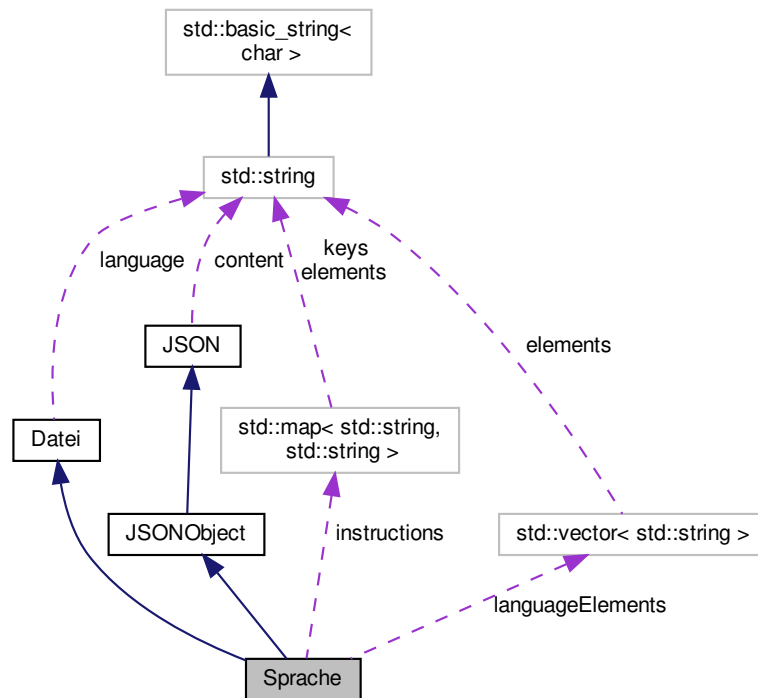 std::basic_string<
char >
std::string
language
content
keys
elements
JSON
elements
Datei
std::map< std::string,
std::string >
JSONObject
instructions
std::vector< std::string >
languageElements
Sprache